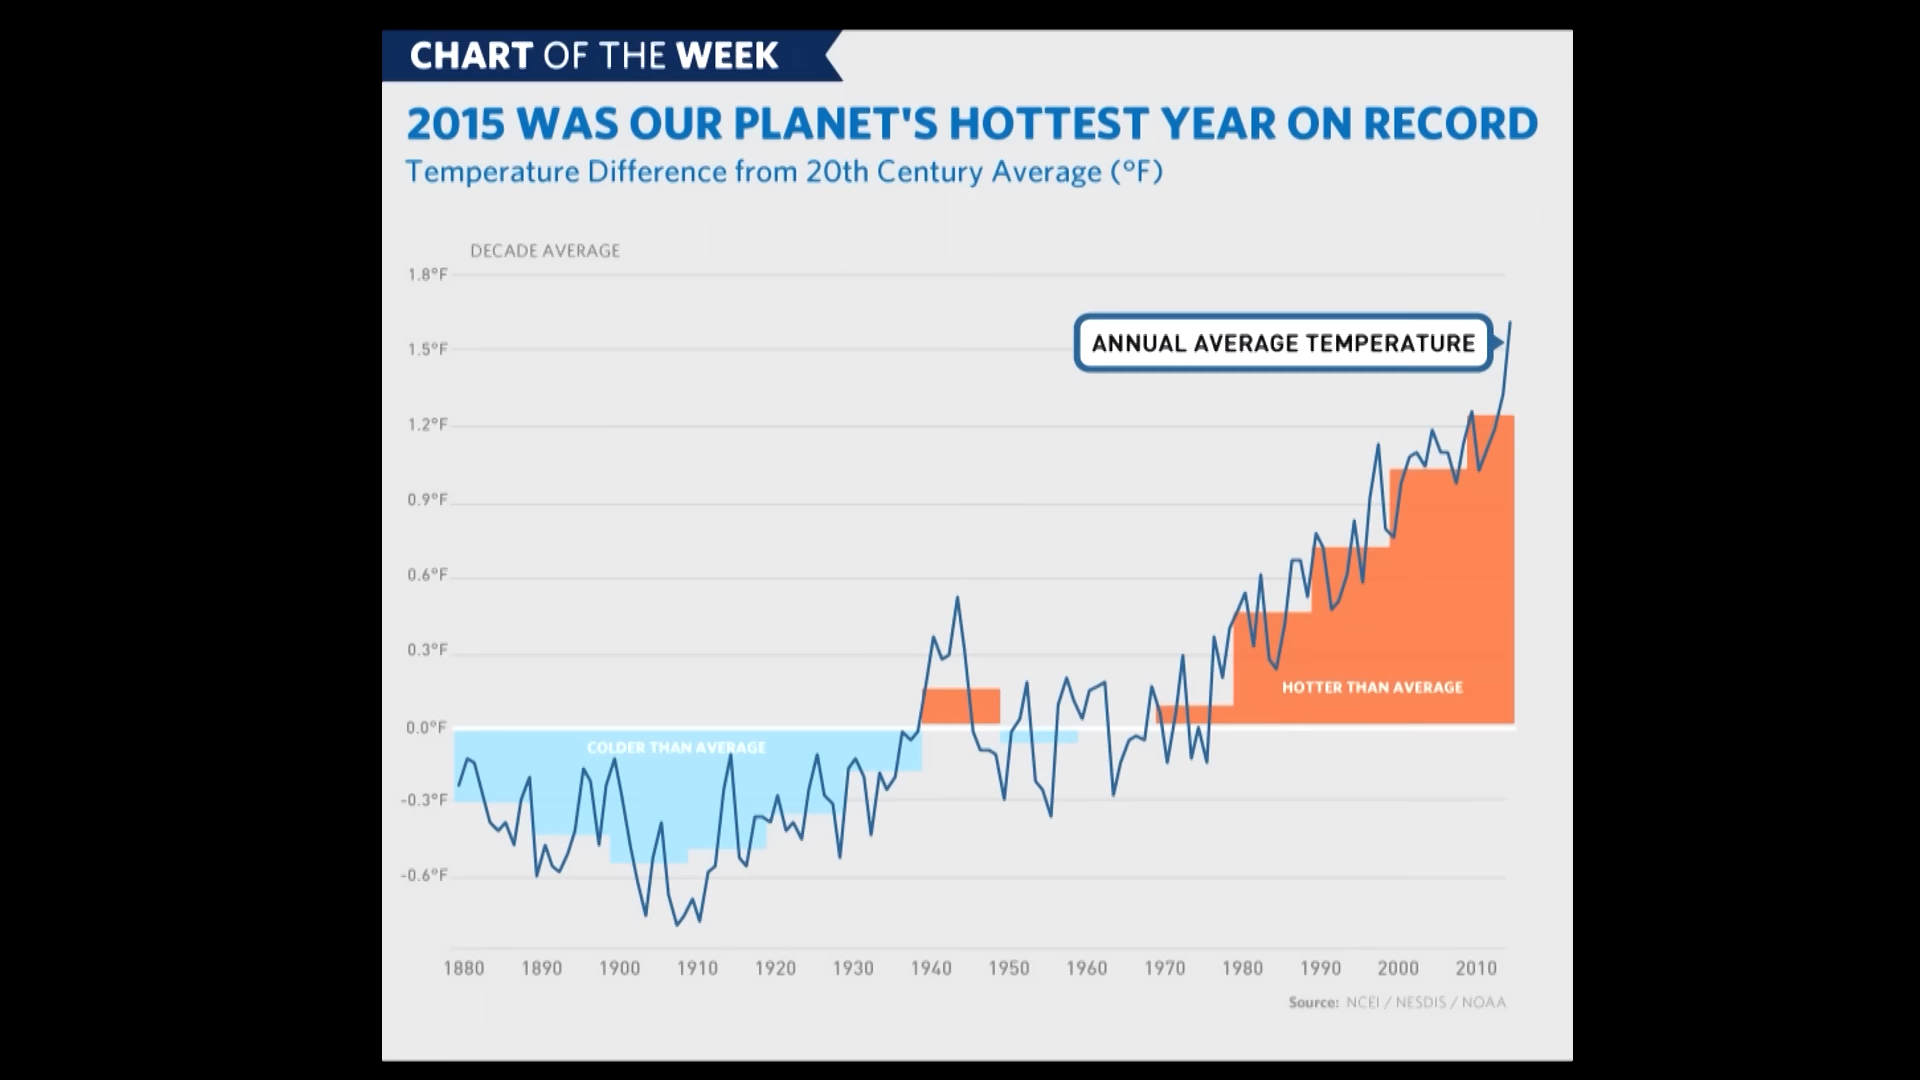 CHART OF THE WEEK
2015 WAS OUR PLANET'S HOTTEST YEAR ON RECORD
Temperature Difference from 20th Century Average (ºF)
DECADE AVERAGE
1.8°F
ANNUAL AVERAGE TEMPERATURE
1.5°F
1.2°F
0.9°F
0.6°F
0.3°F
HOTTER THAN AVERAGE
0.0°F
COLDER THAN AVERAGE
-0.3°F
-0.6°F
1880 1890 1900 1910 1920 1930 1940 1950 1960 1970 1980 1990 2000 2010
Source: NCEI / NESDIS / NOAA